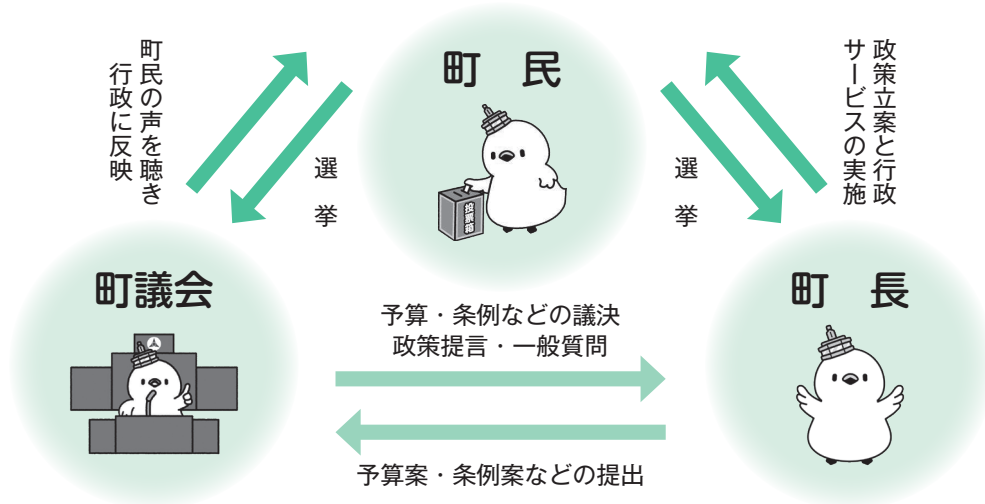 町民
投票箱
町民の声を聴き
行政に反映
選挙
選挙
政策立案と行政
サービスの実施
町議会
町長
予算・条例などの議決
政策提言・一般質問
予算案・条例案などの提出